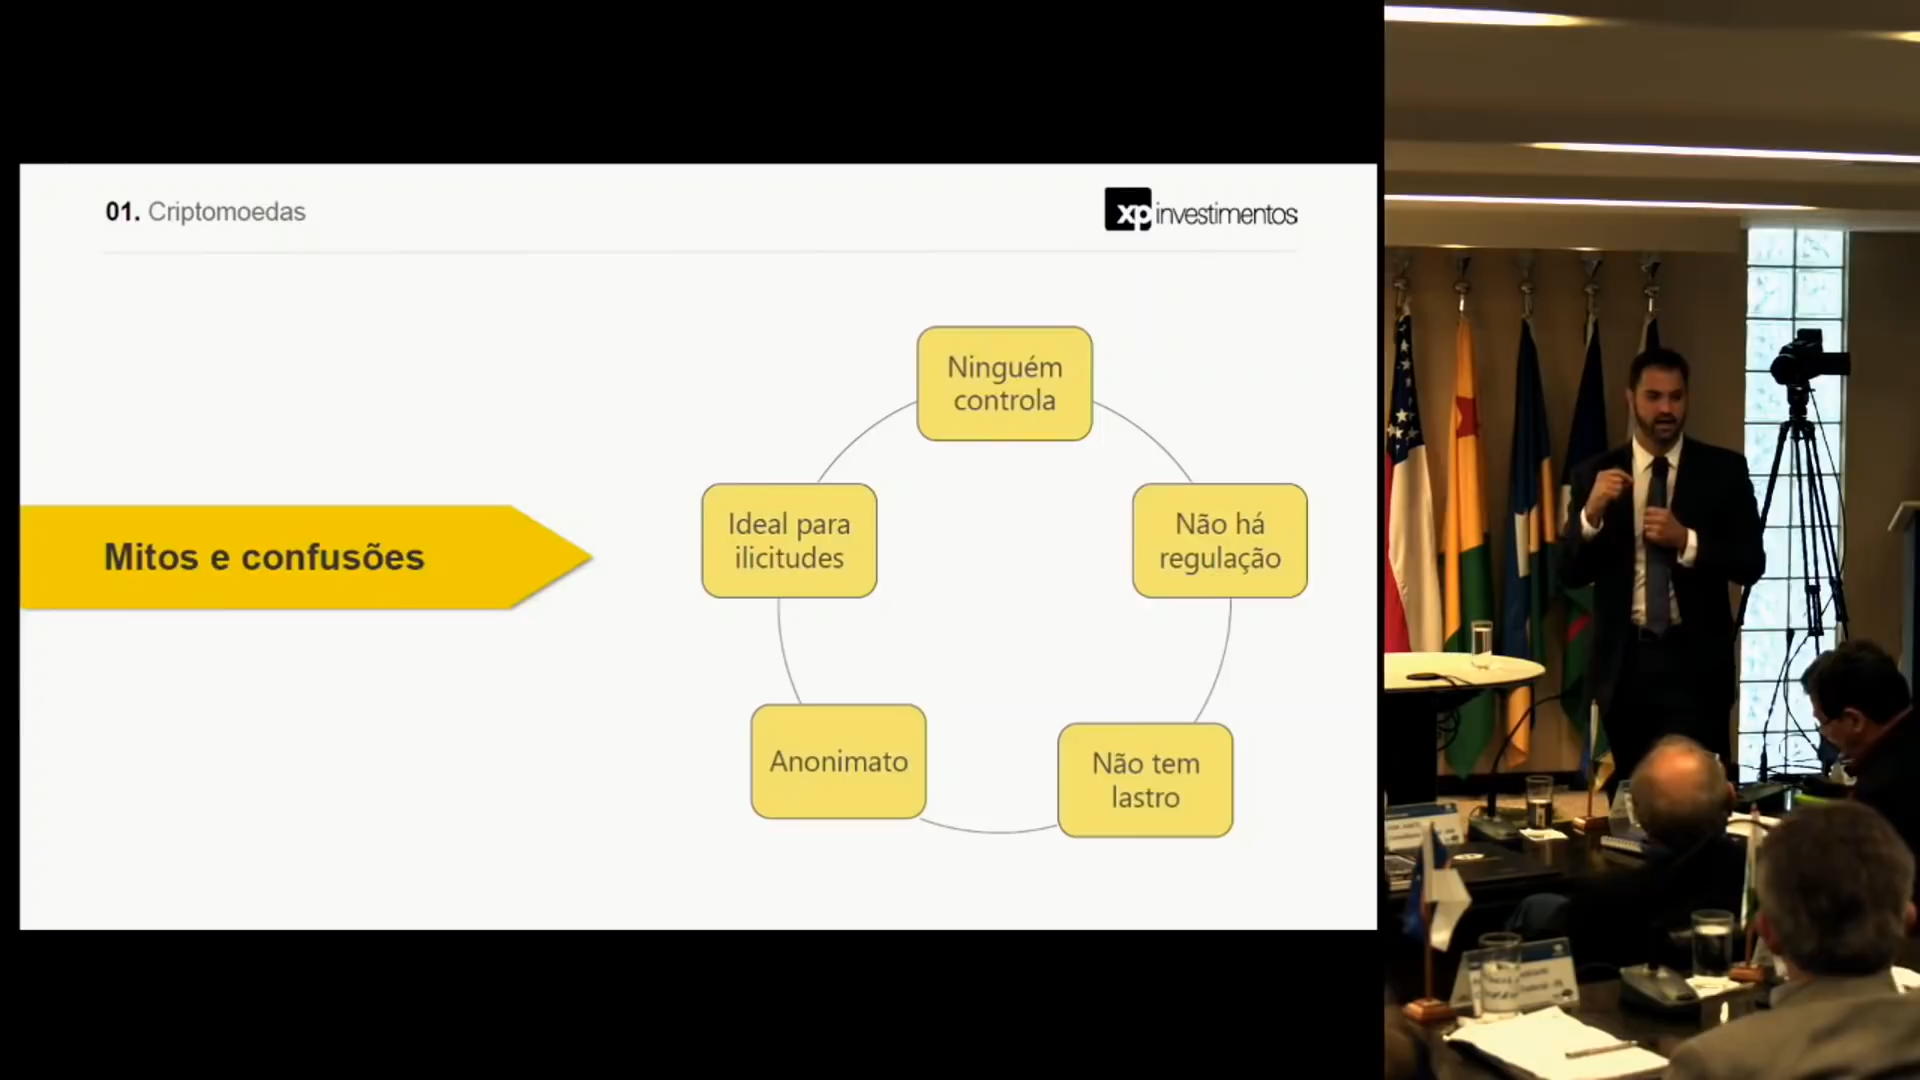 01. Criptomoedas
xp investimentos
Mitos e confusões
Ninguém
controla
Não há
regulação
Não tem
lastro
Anonimato
Ideal para
ilicitudes